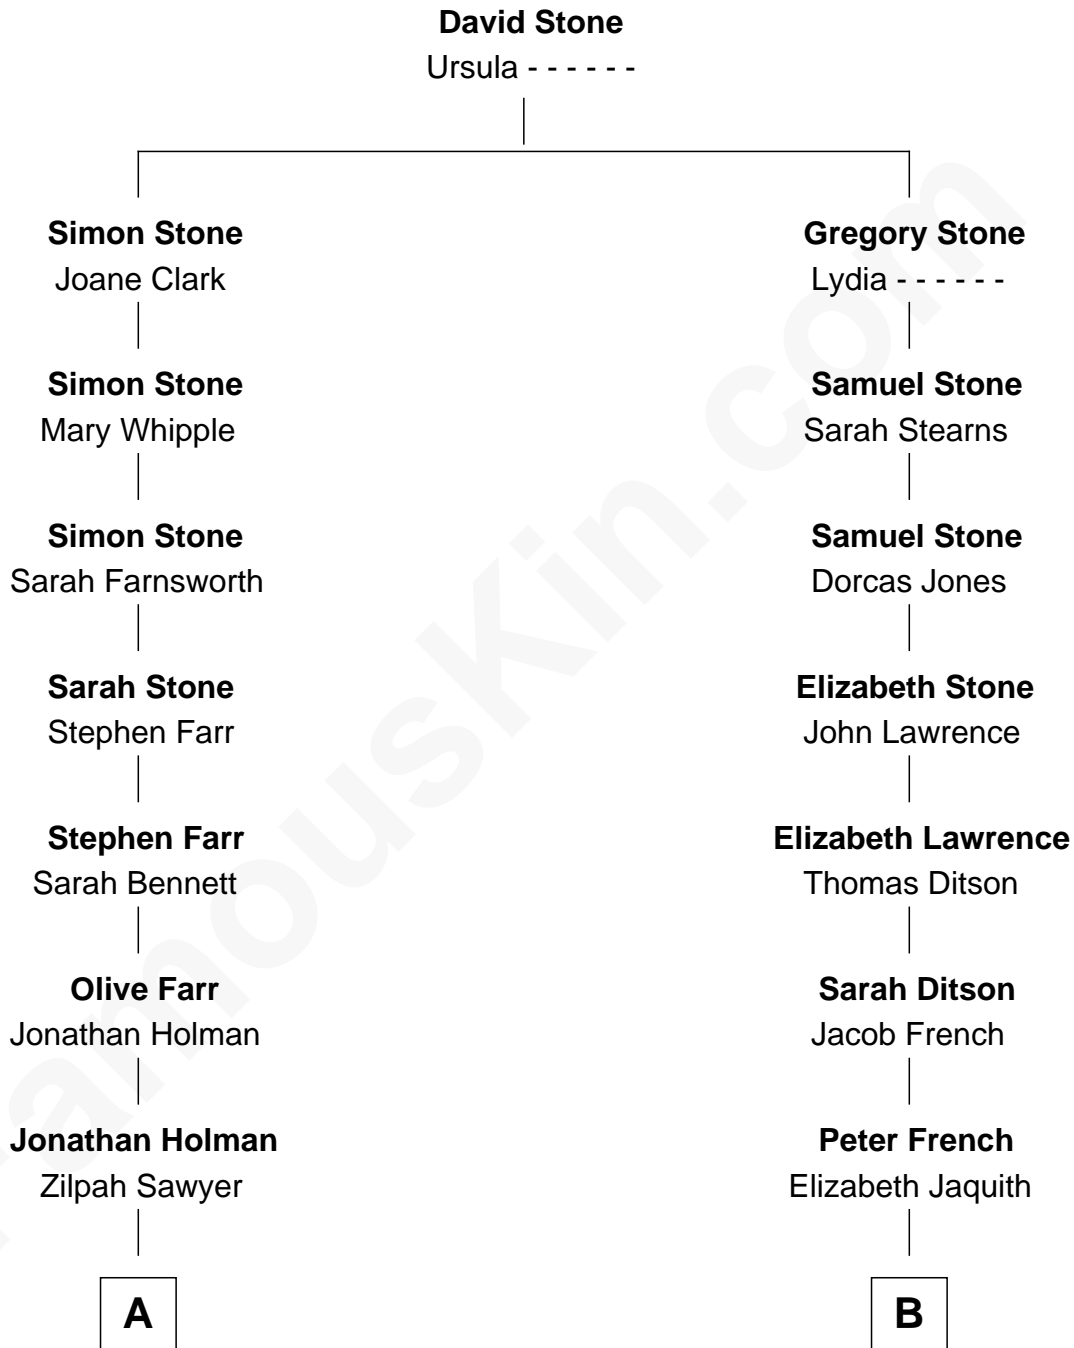 David Stone
Ursula - - - - - -
Simon Stone
Joane Clark
Gregory Stone
Lydia - - - - - -
Simon Stone
Mary Whipple
Samuel Stone
Sarah Stearns
Simon Stone
Sarah Farnsworth
Samuel Stone
Dorcas Jones
Sarah Stone
Stephen Farr
Elizabeth Stone
John Lawrence
Stephen Farr
Sarah Bennett
Elizabeth Lawrence
Thomas Ditson
Olive Farr
Jonathan Holman
Sarah Ditson
Jacob French
Jonathan Holman
Zilpah Sawyer
Peter French
Elizabeth Jaquith
A
B
FamousKin.com